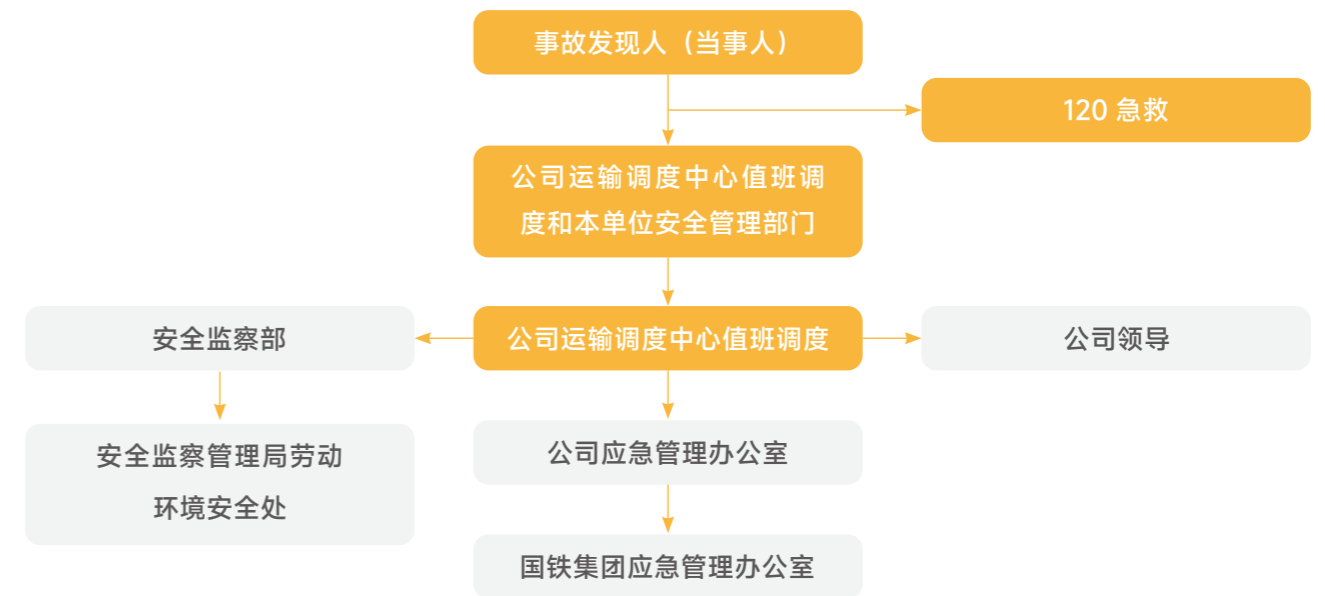 事故发现人（当事人）
120 急救
公司运输调度中心值班调
度和本单位安全管理部门
安全监察部
公司运输调度中心值班调度
公司领导
安全监察管理局劳动
环境安全处
公司应急管理办公室
国铁集团应急管理办公室